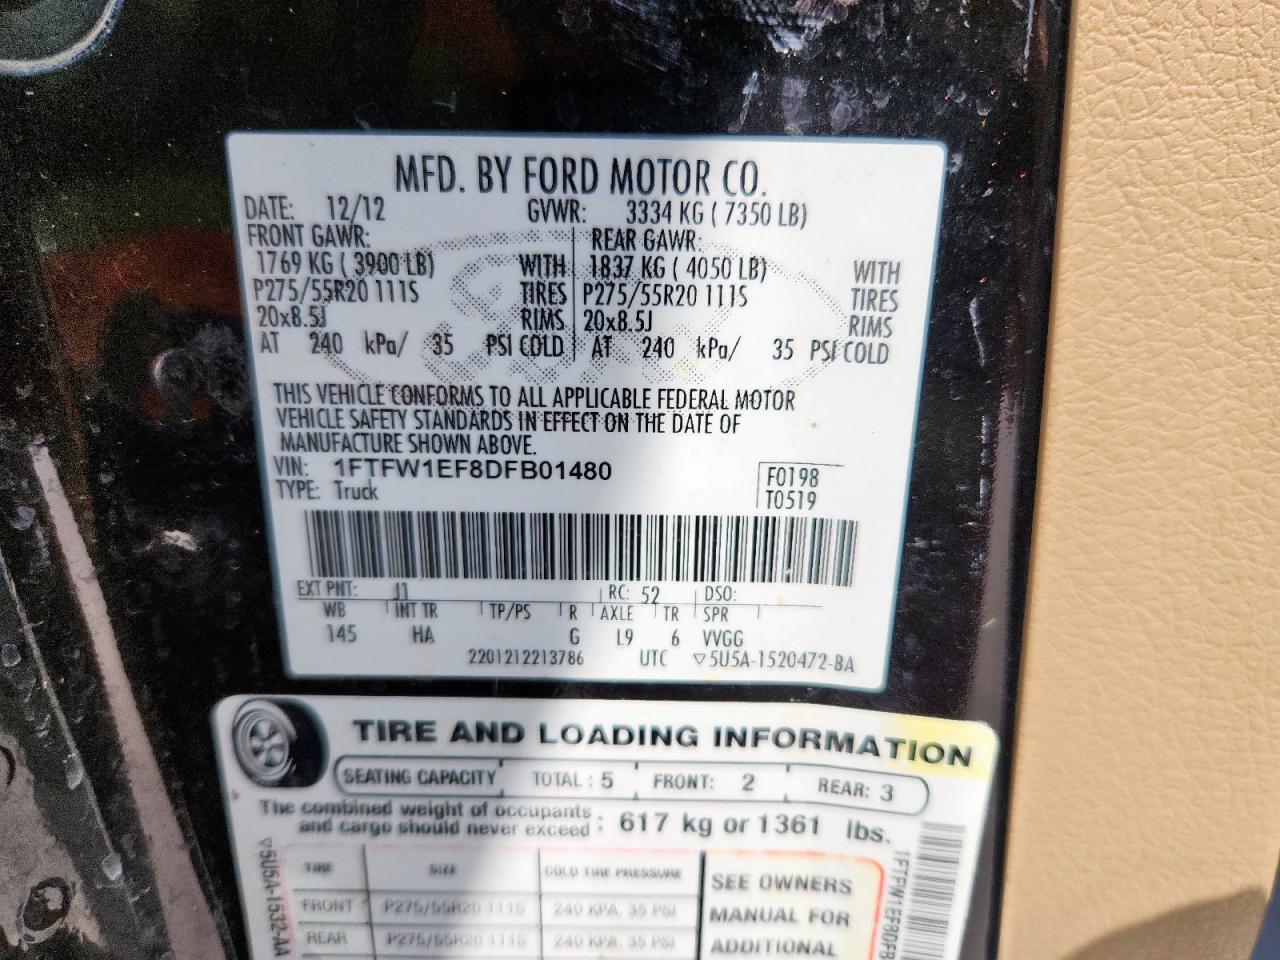 MFD. BY FORD MOTOR CO.
DATE: 12/12 GVWR: 3334 KG ( 7350 LB)
FRONT GAWR: REAR GAWR:
1769 KG ( 3900 LB) WITH 1837 KG ( 4050 LB) WITH
P275/55R20 111S TIRES P275/55R20 111S TIRES
20x8.5J RIMS 20x8.5J RIMS
AT 240 kPa/ 35 PSI COLD AT 240 kPa/ 35 PSI COLD
THIS VEHICLE CONFORMS TO ALL APPLICABLE FEDERAL MOTOR
VEHICLE SAFETY STANDARDS IN EFFECT ON THE DATE OF
MANUFACTURE SHOWN ABOVE.
VIN: 1FTFW1EF8DFB01480 F0198
TYPE: Truck T0519
EXT PNT: J1 RC: 52 DSO:
WB INT TR TP/PS R AXLE TR SPR
145 HA G L9 6 VVGG
2201212213786 UTC ▽5U5A-1520472-BA
TIRE AND LOADING INFORMATION
SEATING CAPACITY TOTAL : 5 FRONT: 2 REAR: 3
The combined weight of occupants
and cargo should never exceed : 617 kg or 1361 lbs.
TIRE SIZE COLD TIRE PRESSURE SEE OWNERS
FRONT P275/55R20 111S 240 KPA, 35 PSI MANUAL FOR
REAR P275/55R20 111S 240 KPA, 35 PSI ADDITIONAL
▽5U5A-1532-AA
1FTFW1EF8DFB